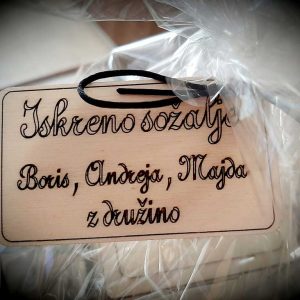 Iskreno sožalje
Boris, Andreja, Majda
z družino